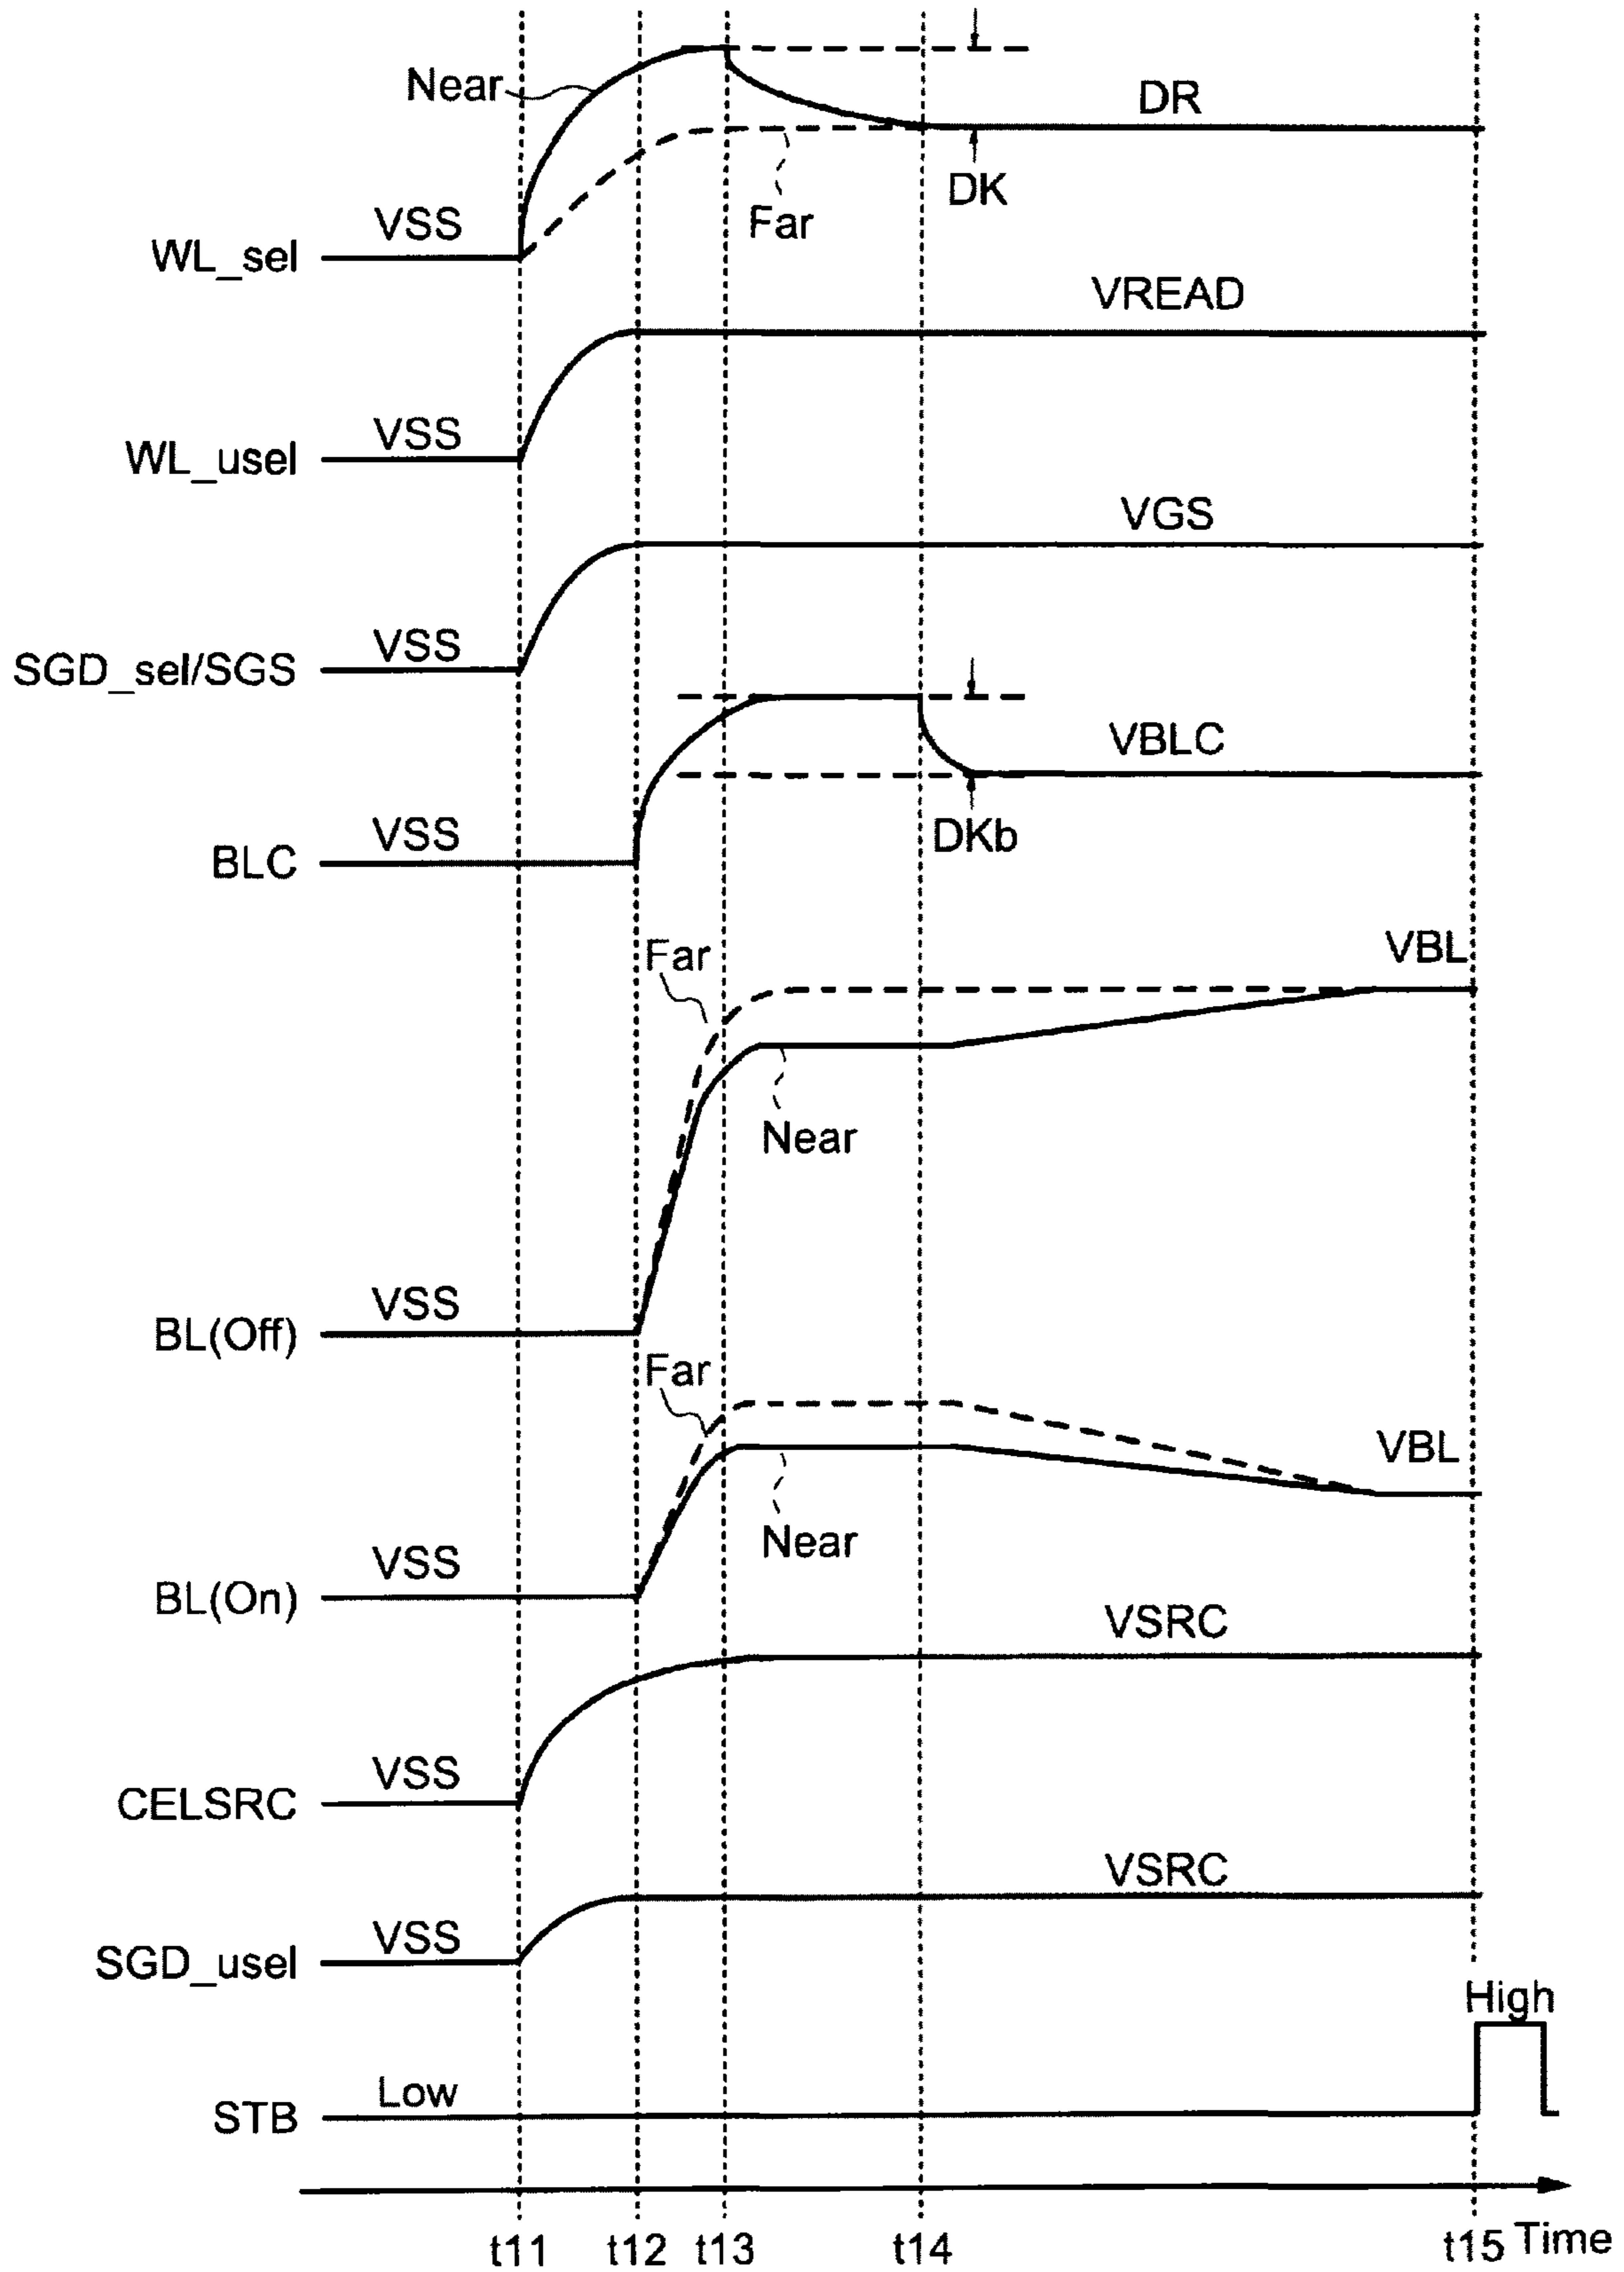 Near
DR
DK
Far
VSS
WL_sel
VREAD
VSS
WL_usel
VGS
VSS
SGD_sel/SGS
VBLC
VSS
DKb
BLC
Far
VBL
Near
VSS
BL(Off)
Far
VBL
Near
VSS
BL(On)
VSRC
VSS
CELSRC
VSRC
VSS
SGD_usel
High
Low
STB
t11 t12 t13 t14 t15 Time